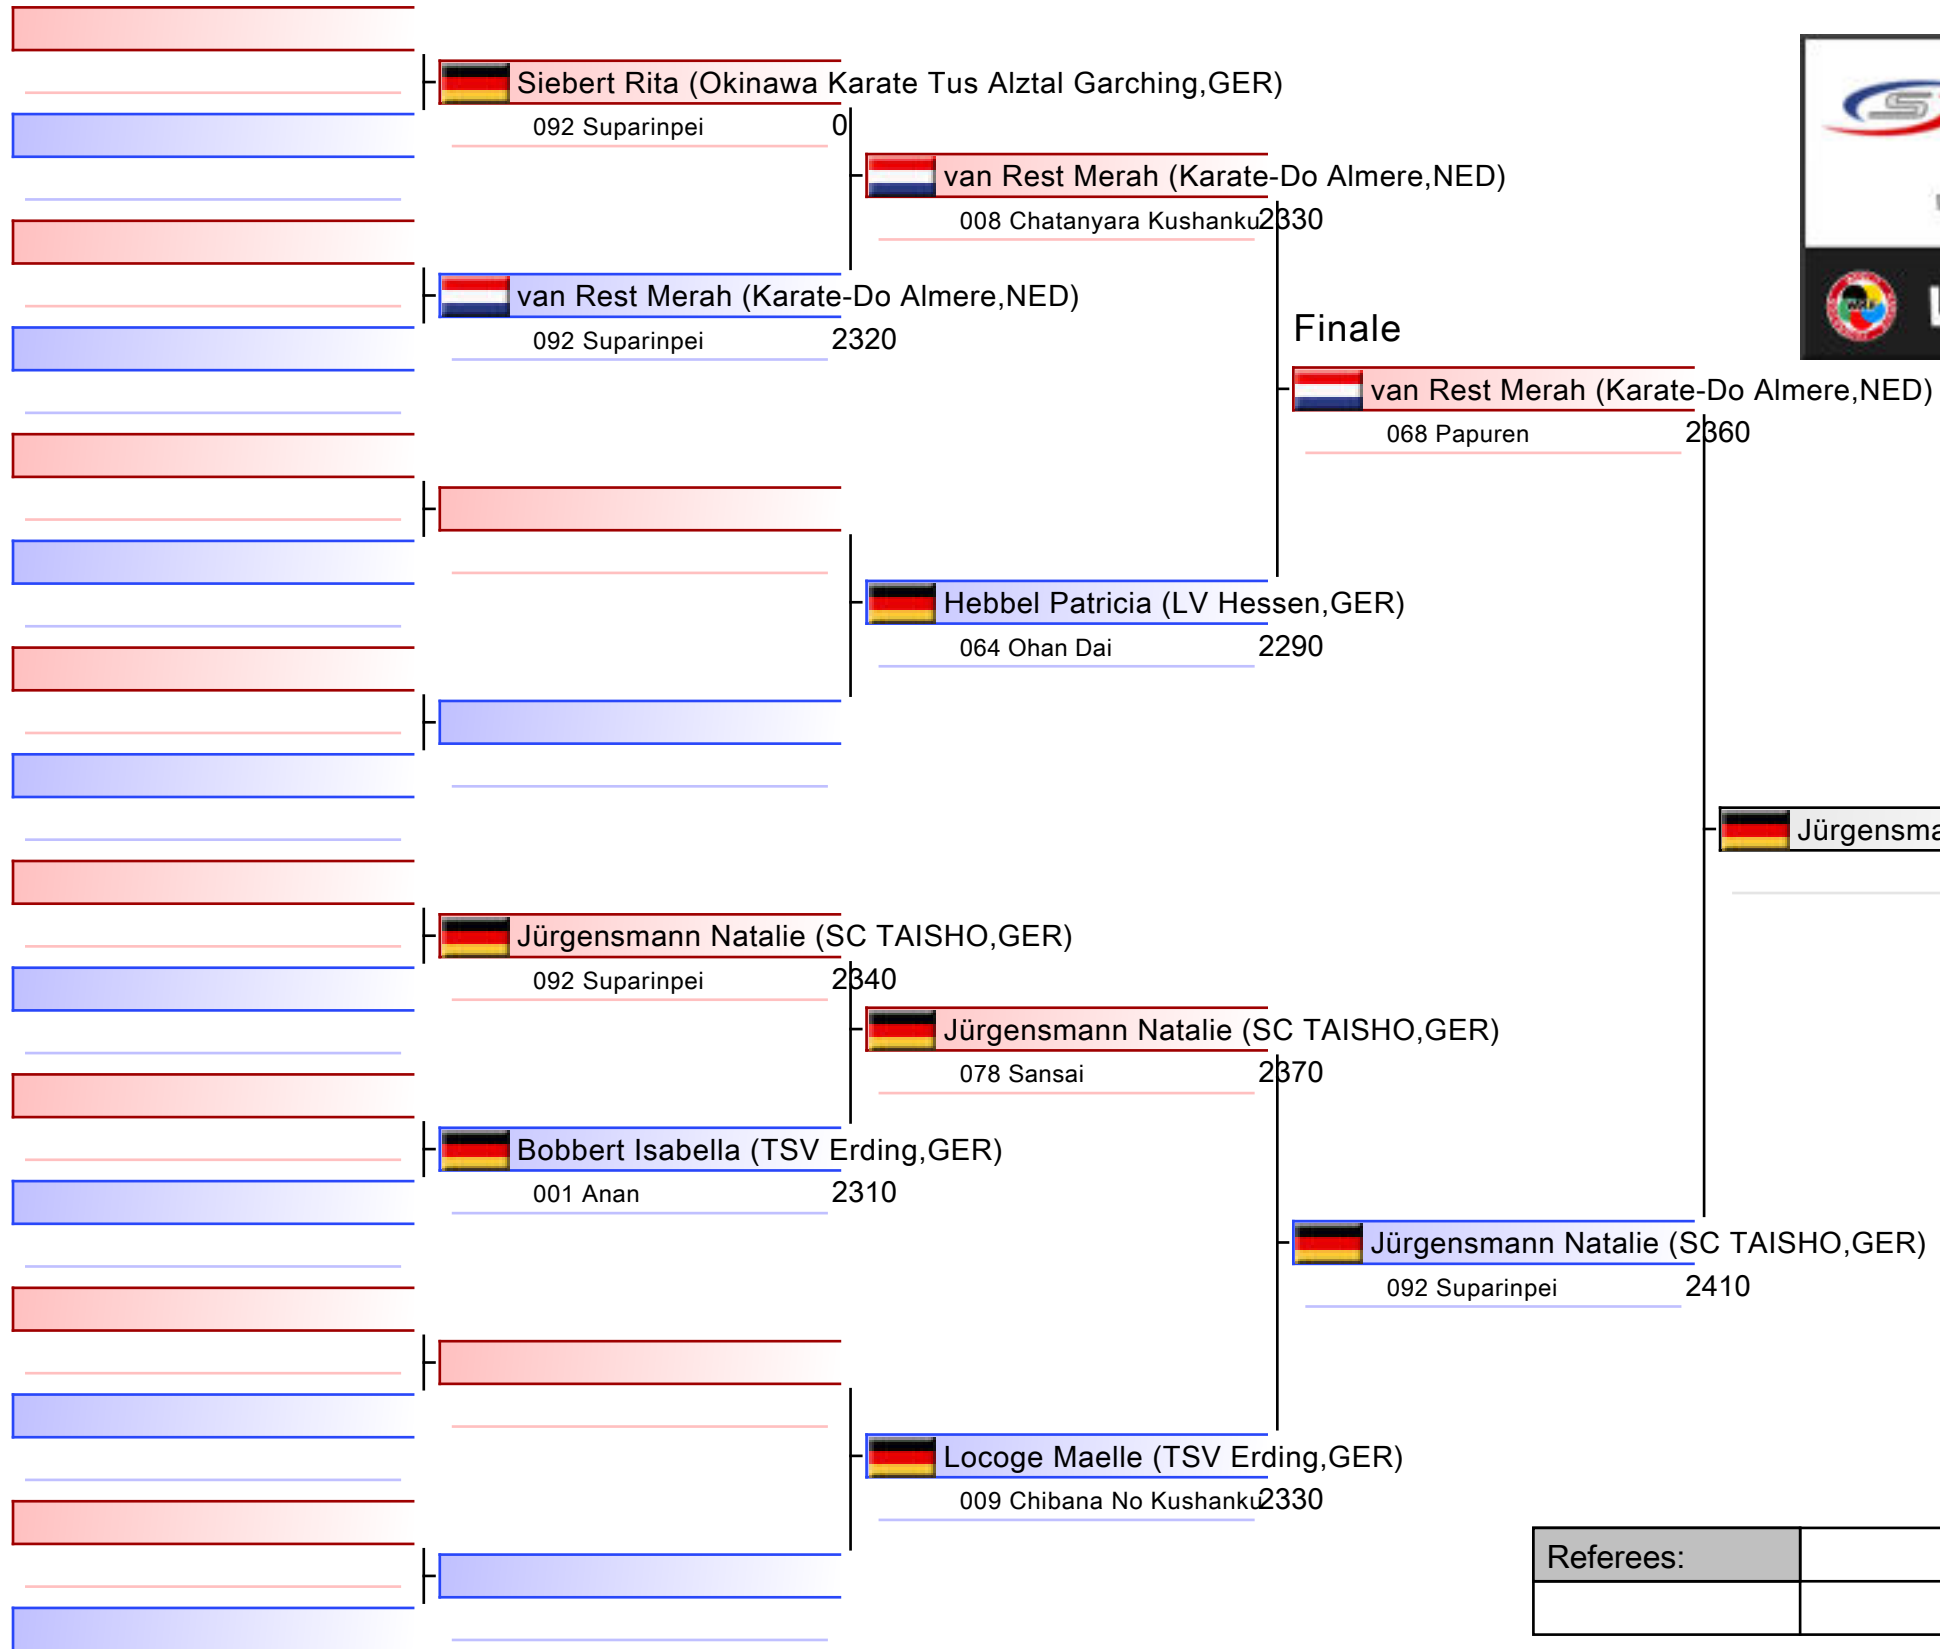 Siebert Rita (Okinawa Karate Tus Alztal Garching,GER)
092 Suparinpei 0
van Rest Merah (Karate-Do Almere,NED)
008 Chatanyara Kushanku 2330
van Rest Merah (Karate-Do Almere,NED)
092 Suparinpei 2320
Finale
van Rest Merah (Karate-Do Almere,NED)
068 Papuren 2360
Hebbel Patricia (LV Hessen,GER)
064 Ohan Dai 2290
Jürgensma
Jürgensmann Natalie (SC TAISHO,GER)
092 Suparinpei 2340
Jürgensmann Natalie (SC TAISHO,GER)
078 Sansai 2370
Bobbert Isabella (TSV Erding,GER)
001 Anan 2310
Jürgensmann Natalie (SC TAISHO,GER)
092 Suparinpei 2410
Locoge Maelle (TSV Erding,GER)
009 Chibana No Kushanku 2330
Referees: